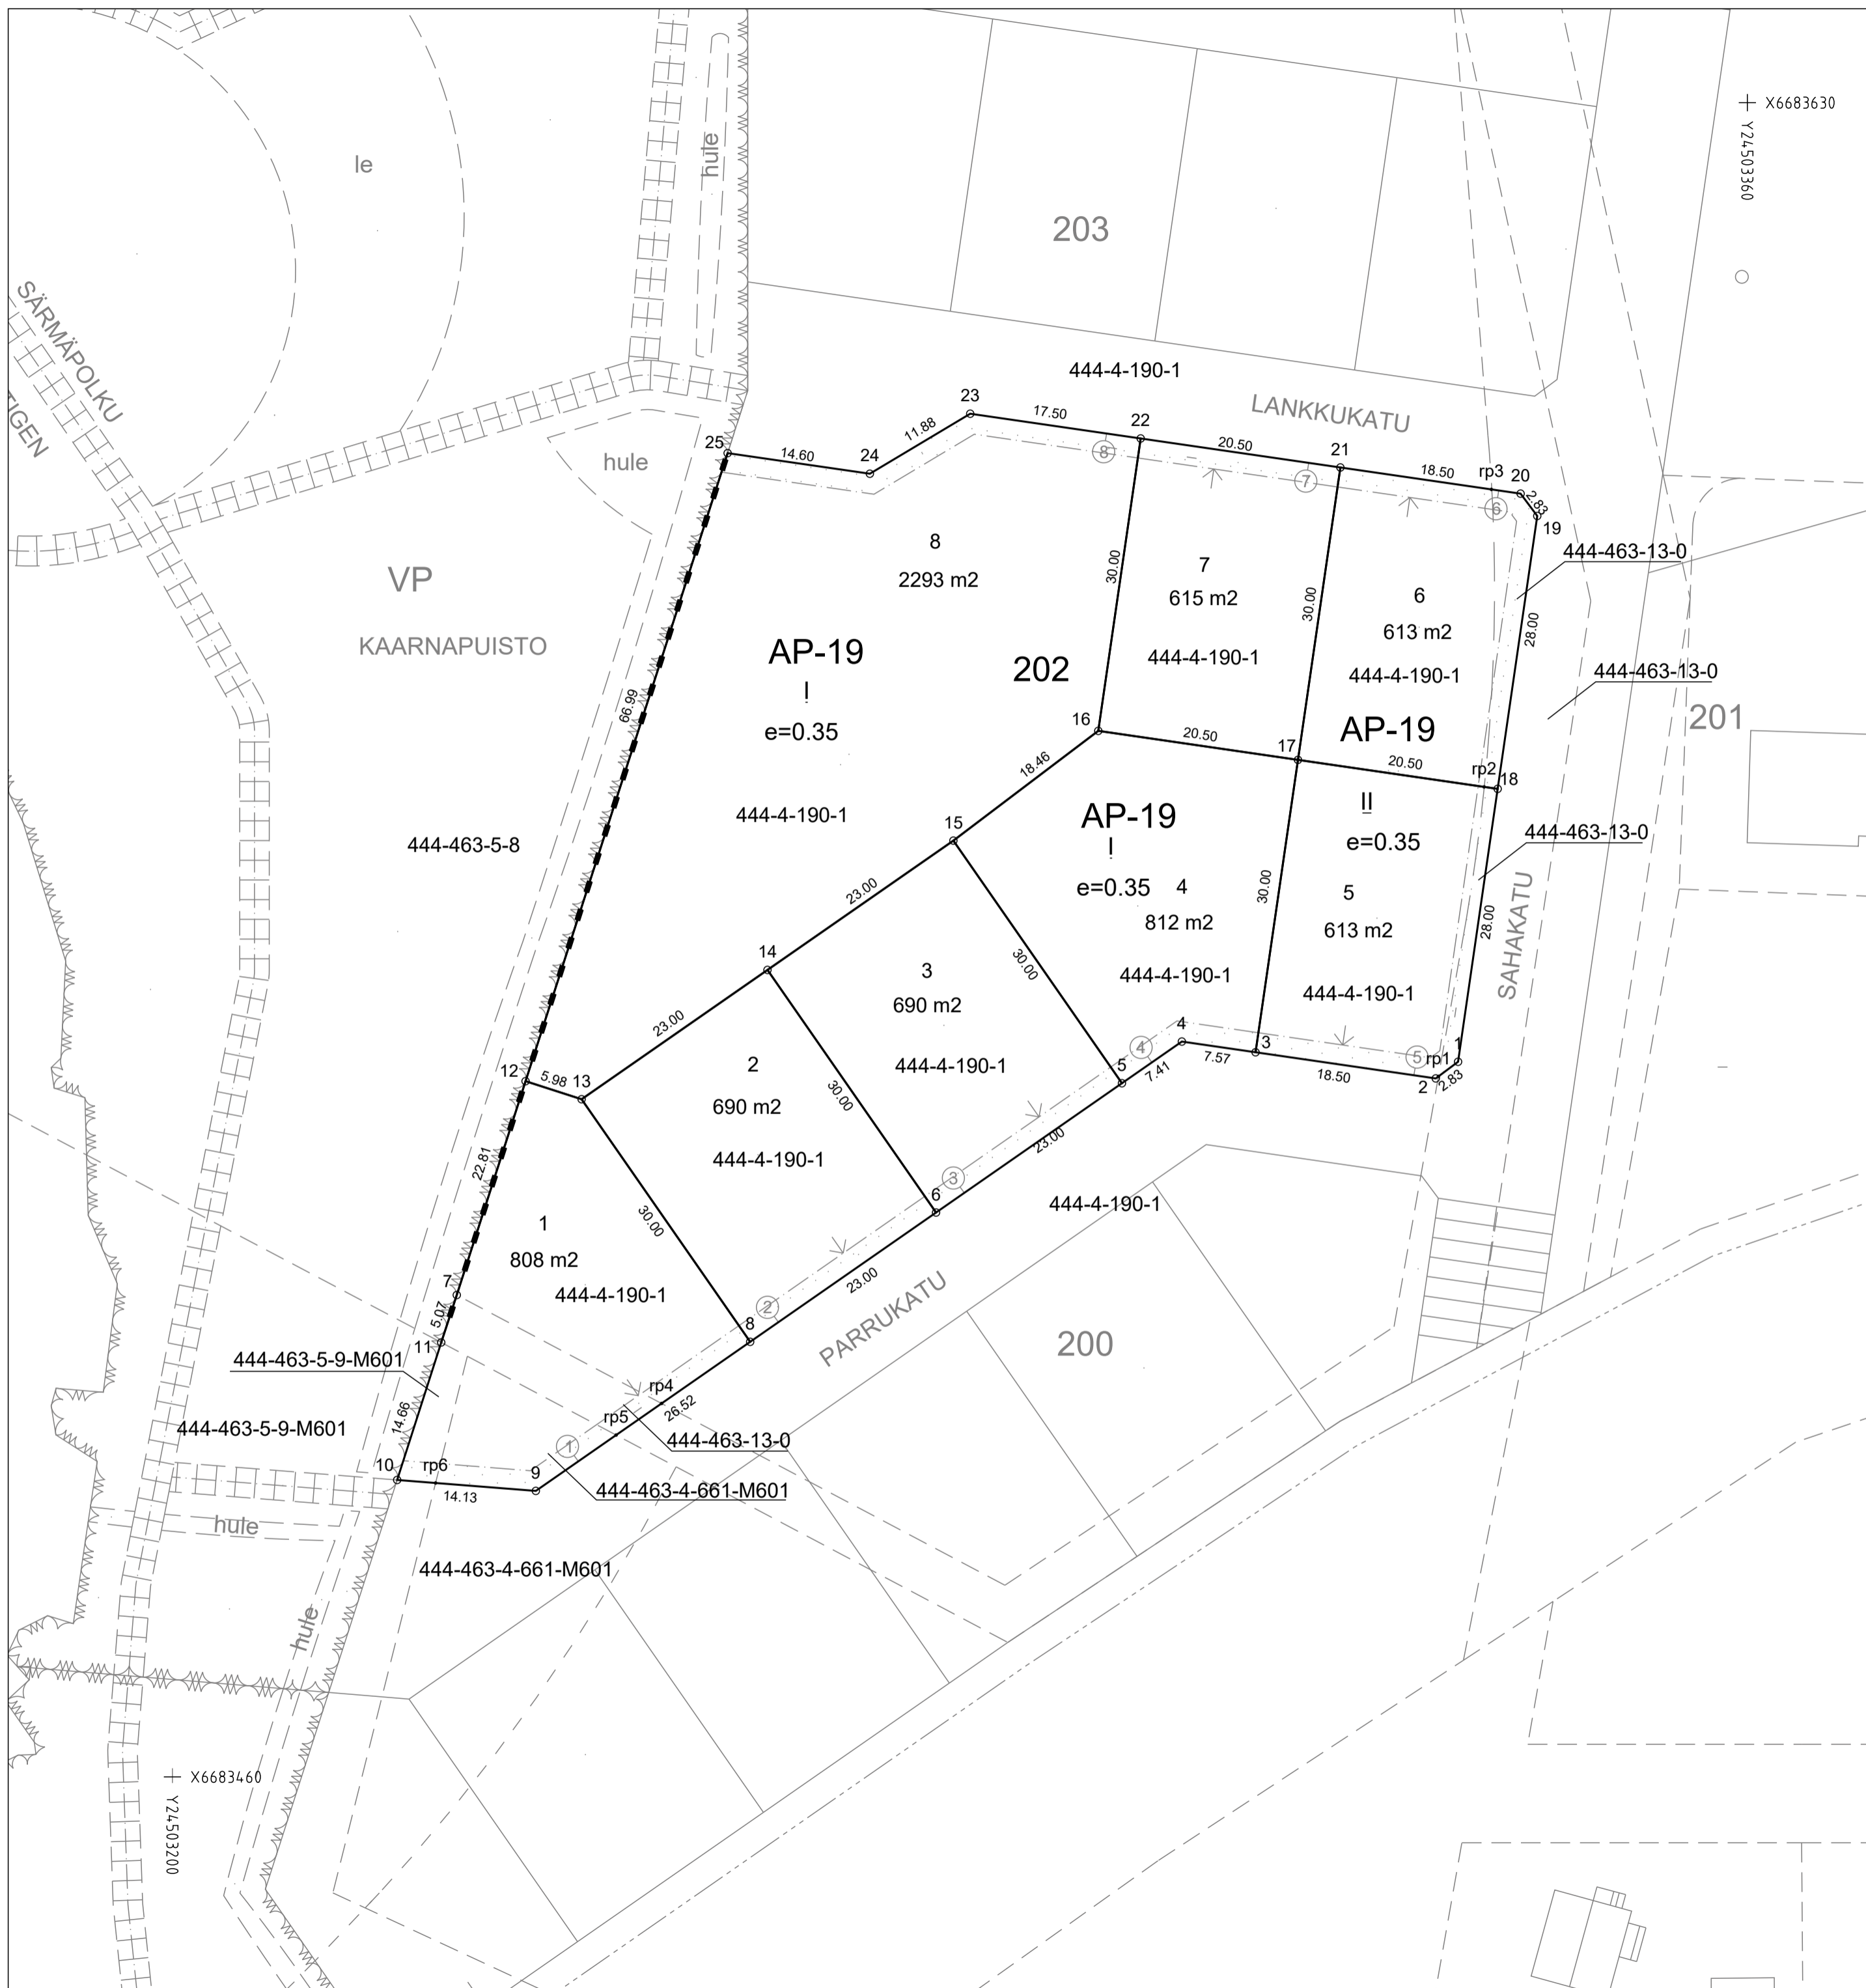 X6683630
Y24503360
le
hule
203
SÄRMÄPOLKU
TIGEN
444-4-190-1
LANKKUKATU
23
17.50
22
20.50
21
18.50
rp3
20
2.83
19
11.88
24
25
14.60
hule
8
7
6
VP
KAARNAPUISTO
8
2293 m2
7
615 m2
444-4-190-1
6
613 m2
444-4-190-1
444-463-13-0
28.00
30.00
30.00
AP-19
I
e=0.35
202
66.99
444-463-13-0
201
16
20.50
17
AP-19
20.50
rp2
18
18.46
444-4-190-1
15
AP-19
I
e=0.35
4
812 m2
444-4-190-1
II
e=0.35
5
613 m2
444-4-190-1
444-463-13-0
30.00
28.00
SAHAKATU
444-463-5-8
23.00
14
30.00
3
690 m2
444-4-190-1
4
4
3
5
rp1
1
5
7.41
7.57
18.50
2
2.83
23.00
12
5.98
13
2
690 m2
444-4-190-1
30.00
3
6
23.00
444-4-190-1
22.81
1
808 m2
444-4-190-1
30.00
7
5.07
11
2
8
23.00
PARRUKATU
200
444-463-5-9-M601
14.66
444-463-5-9-M601
rp4
26.52
rp5
1
444-463-13-0
10
rp6
9
14.13
444-463-4-661-M601
hule
444-463-4-661-M601
hule
X6683460
Y24503200